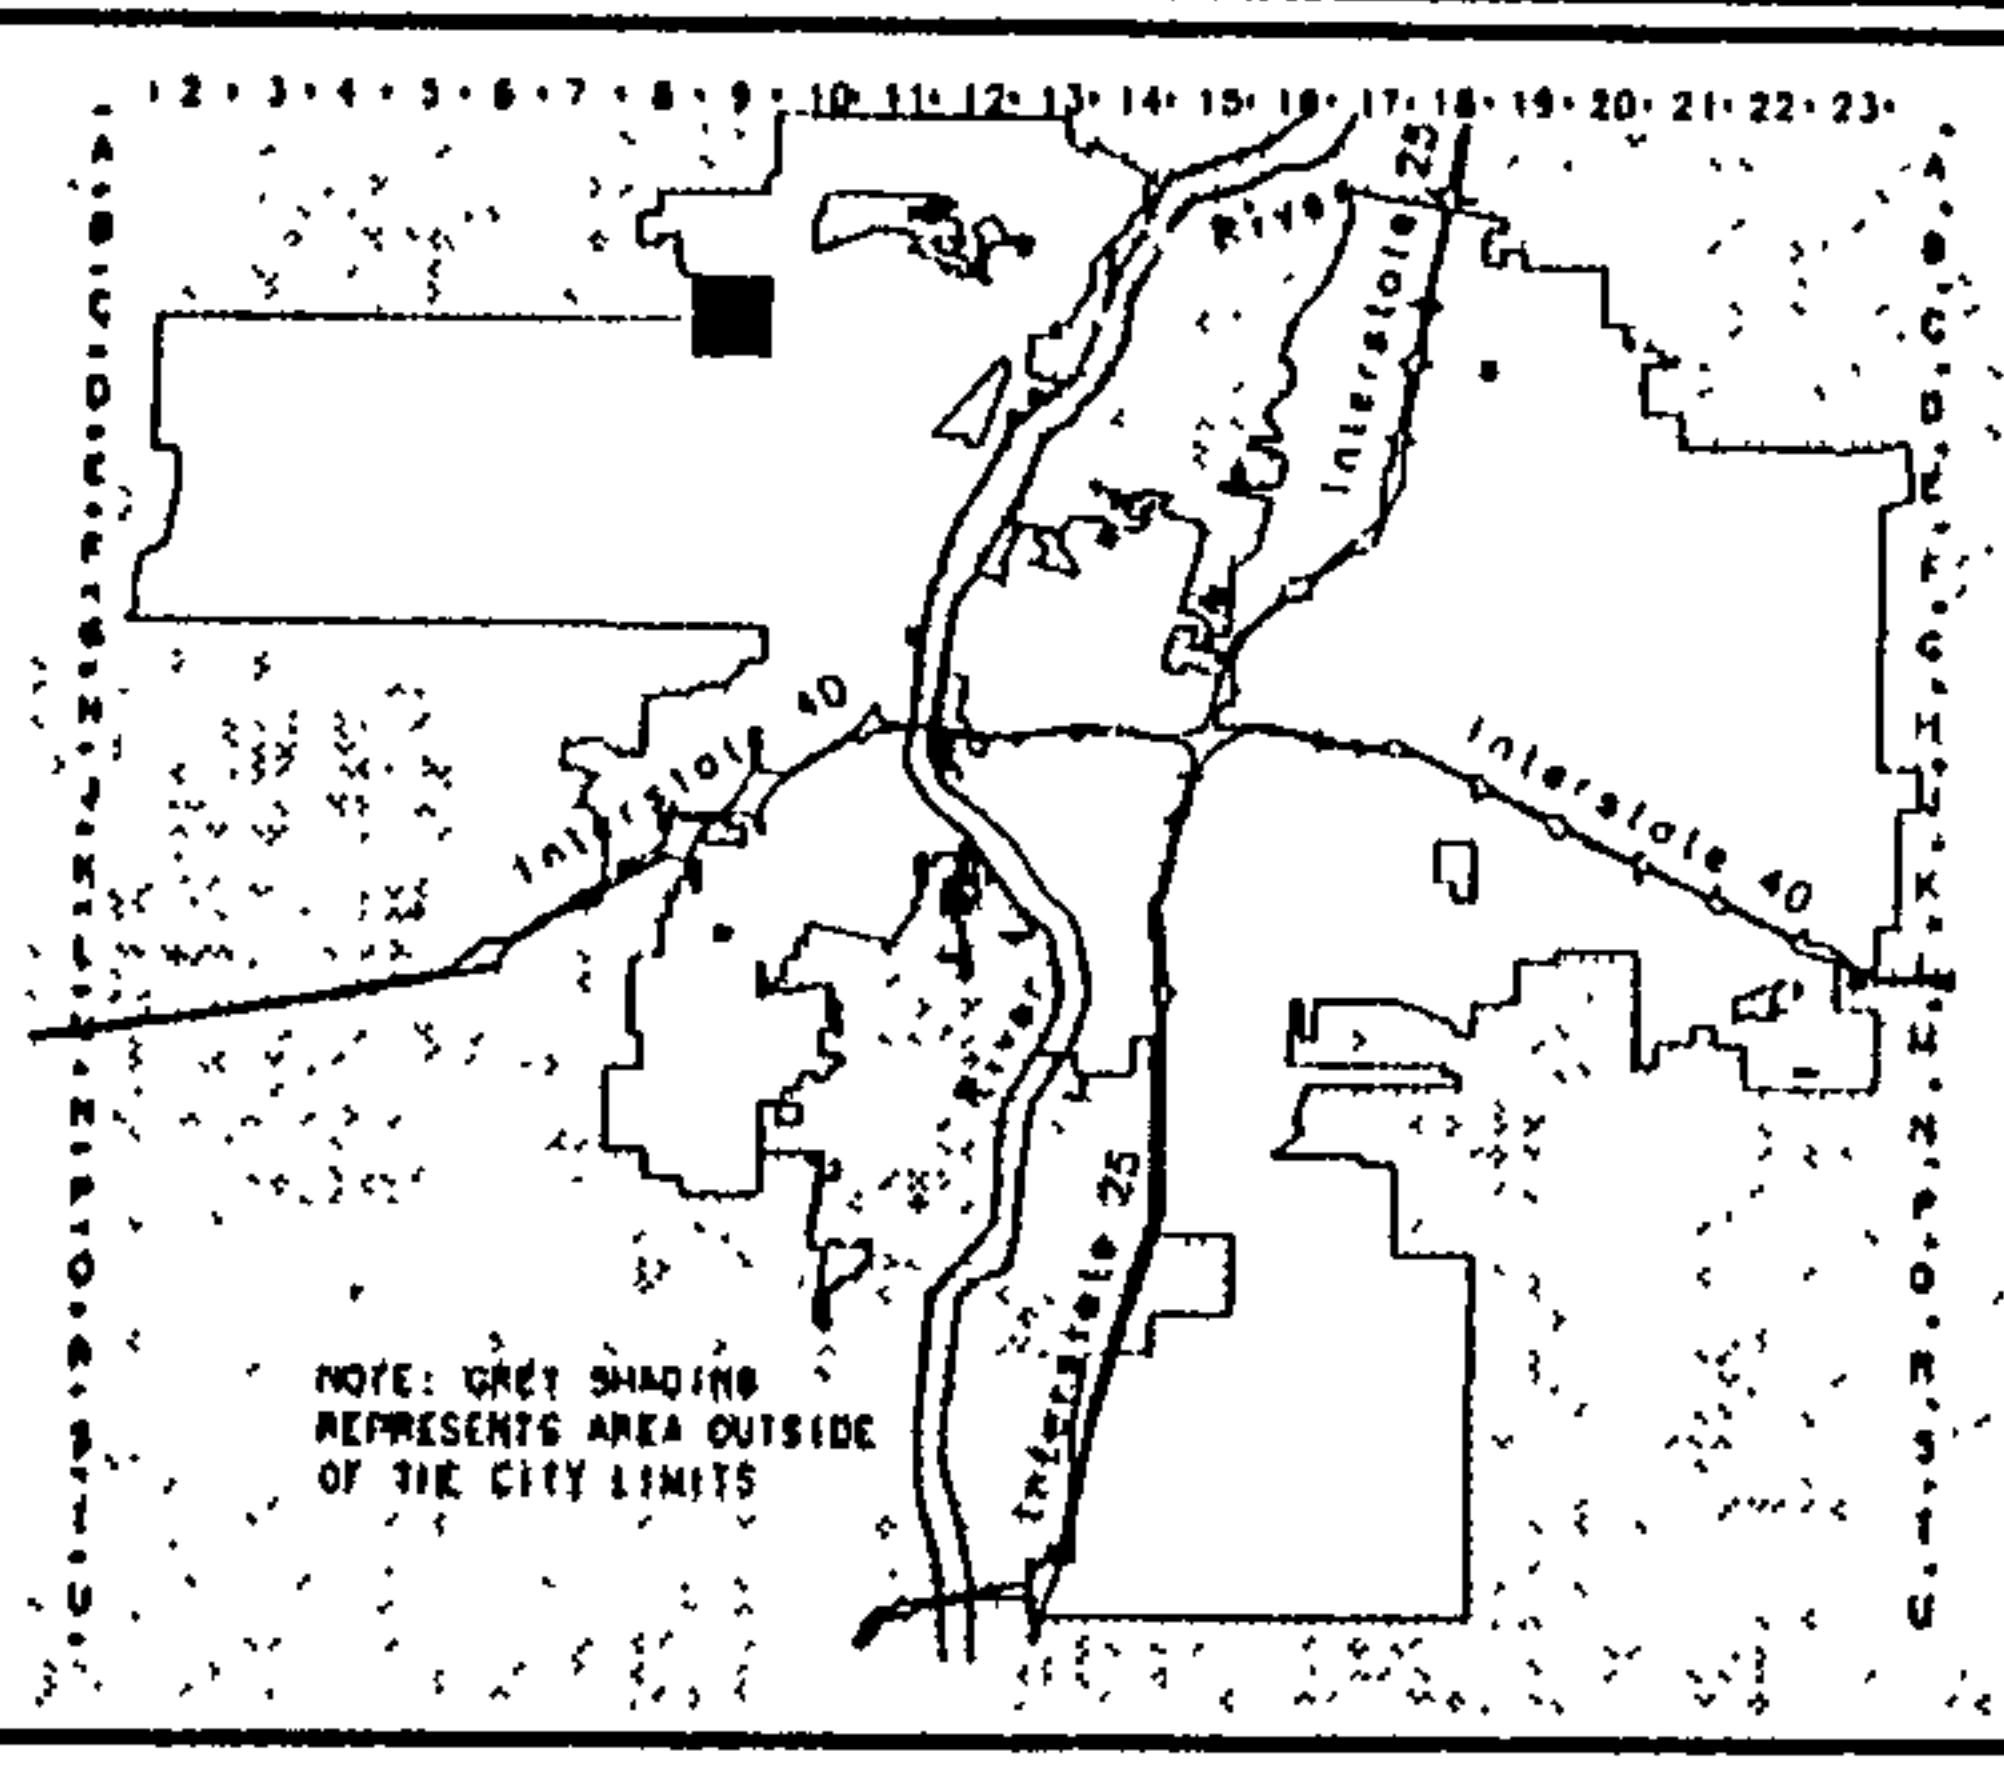 2 · 3 · 4 · 5 · 6 · 7 · 8 · 9 · 10 · 11 · 12 · 13 · 14 · 15 · 16 · 17 · 18 · 19 · 20 · 21 · 22 · 23 ·
River
Interstate 25
Interstate 40
Interstate 40
River
Interstate 25
NOTE: GREY SHADING
REPRESENTS AREA OUTSIDE
OF THE CITY LIMITS